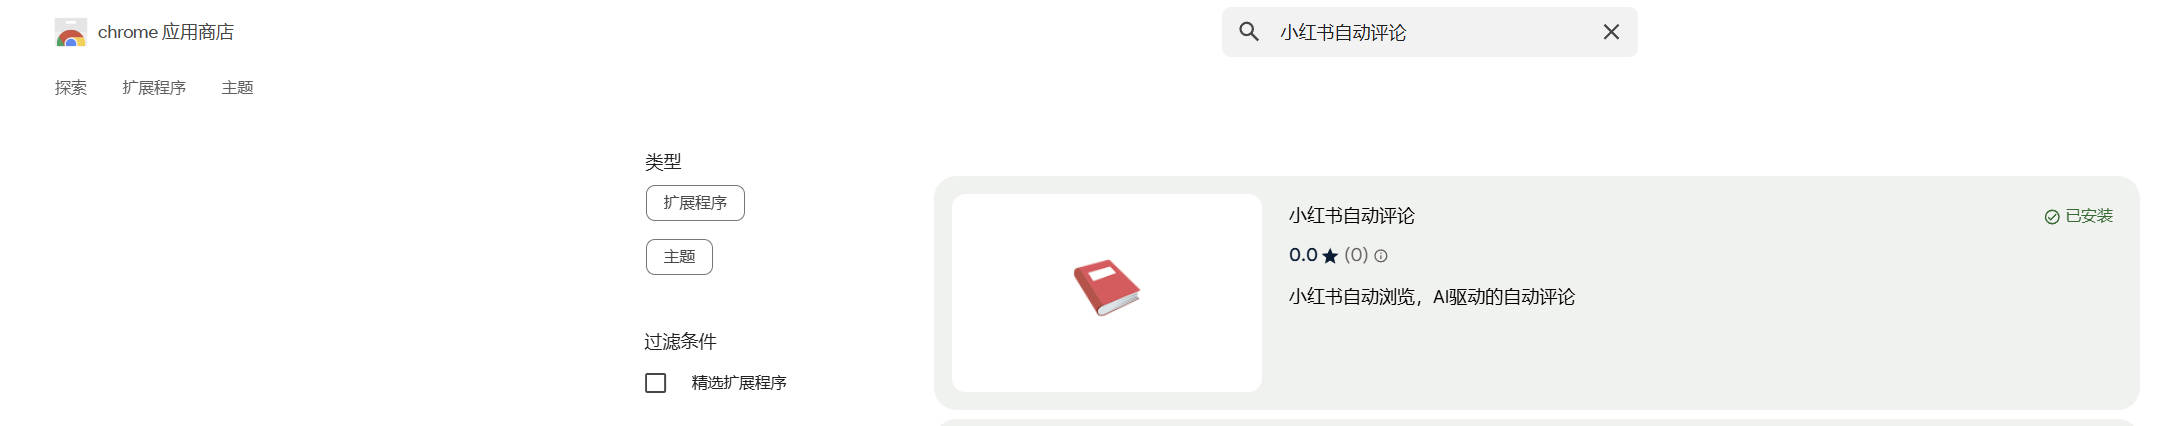 chrome 应用商店
小红书自动评论
探索 扩展程序 主题
类型
扩展程序
主题
过滤条件
精选扩展程序
小红书自动评论
已安装
0.0 ★ (0)
小红书自动浏览，AI驱动的自动评论